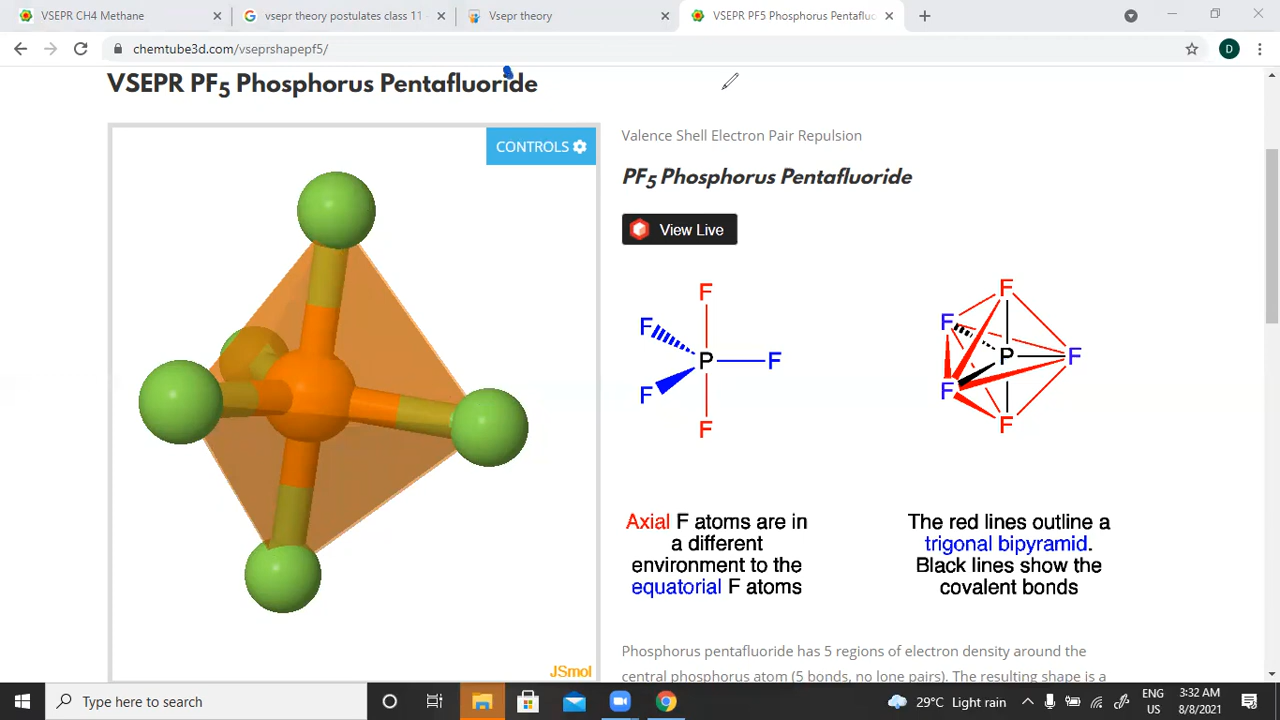 VSEPR CH4 Methane
vsepr theory postulates class 11 -
Vsepr theory
VSEPR PF5 Phosphorus Pentafluo
chemtube3d.com/vseprshapepf5/
D
VSEPR PF5 Phosphorus Pentafluoride
CONTROLS
JSmol
Valence Shell Electron Pair Repulsion
PF5 Phosphorus Pentafluoride
View Live
F
F
P
F
F
F
F
F
P
F
F
F
Axial F atoms are in
a different
environment to the
equatorial F atoms
The red lines outline a
trigonal bipyramid.
Black lines show the
covalent bonds
Phosphorus pentafluoride has 5 regions of electron density around the
central phosphorus atom (5 bonds, no lone pairs). The resulting shape is a
Type here to search
29°C Light rain
ENG
US
3:32 AM
8/8/2021